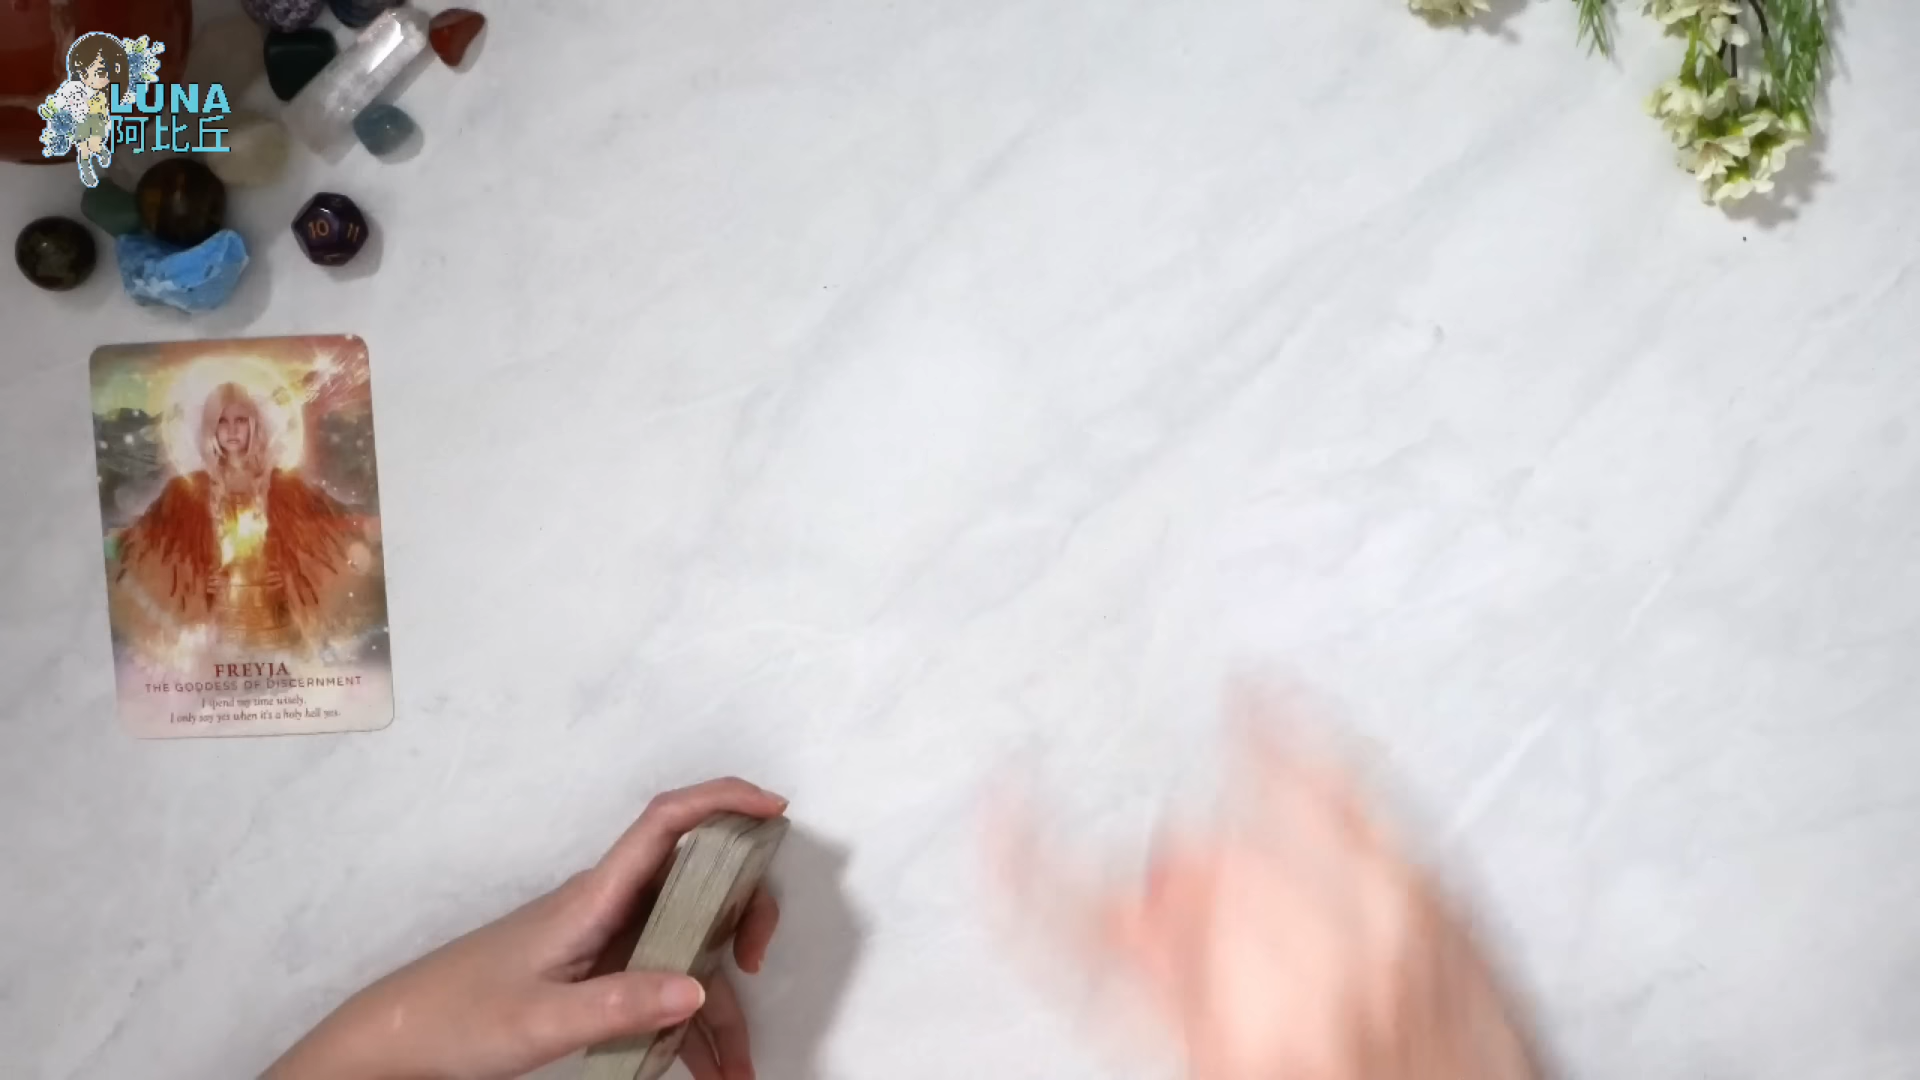 LUNA
阿比丘
10 11
FREYJA
THE GODDESS OF DISCERNMENT
I spend my time wisely.
I only say yes when it's a holy hell yes.